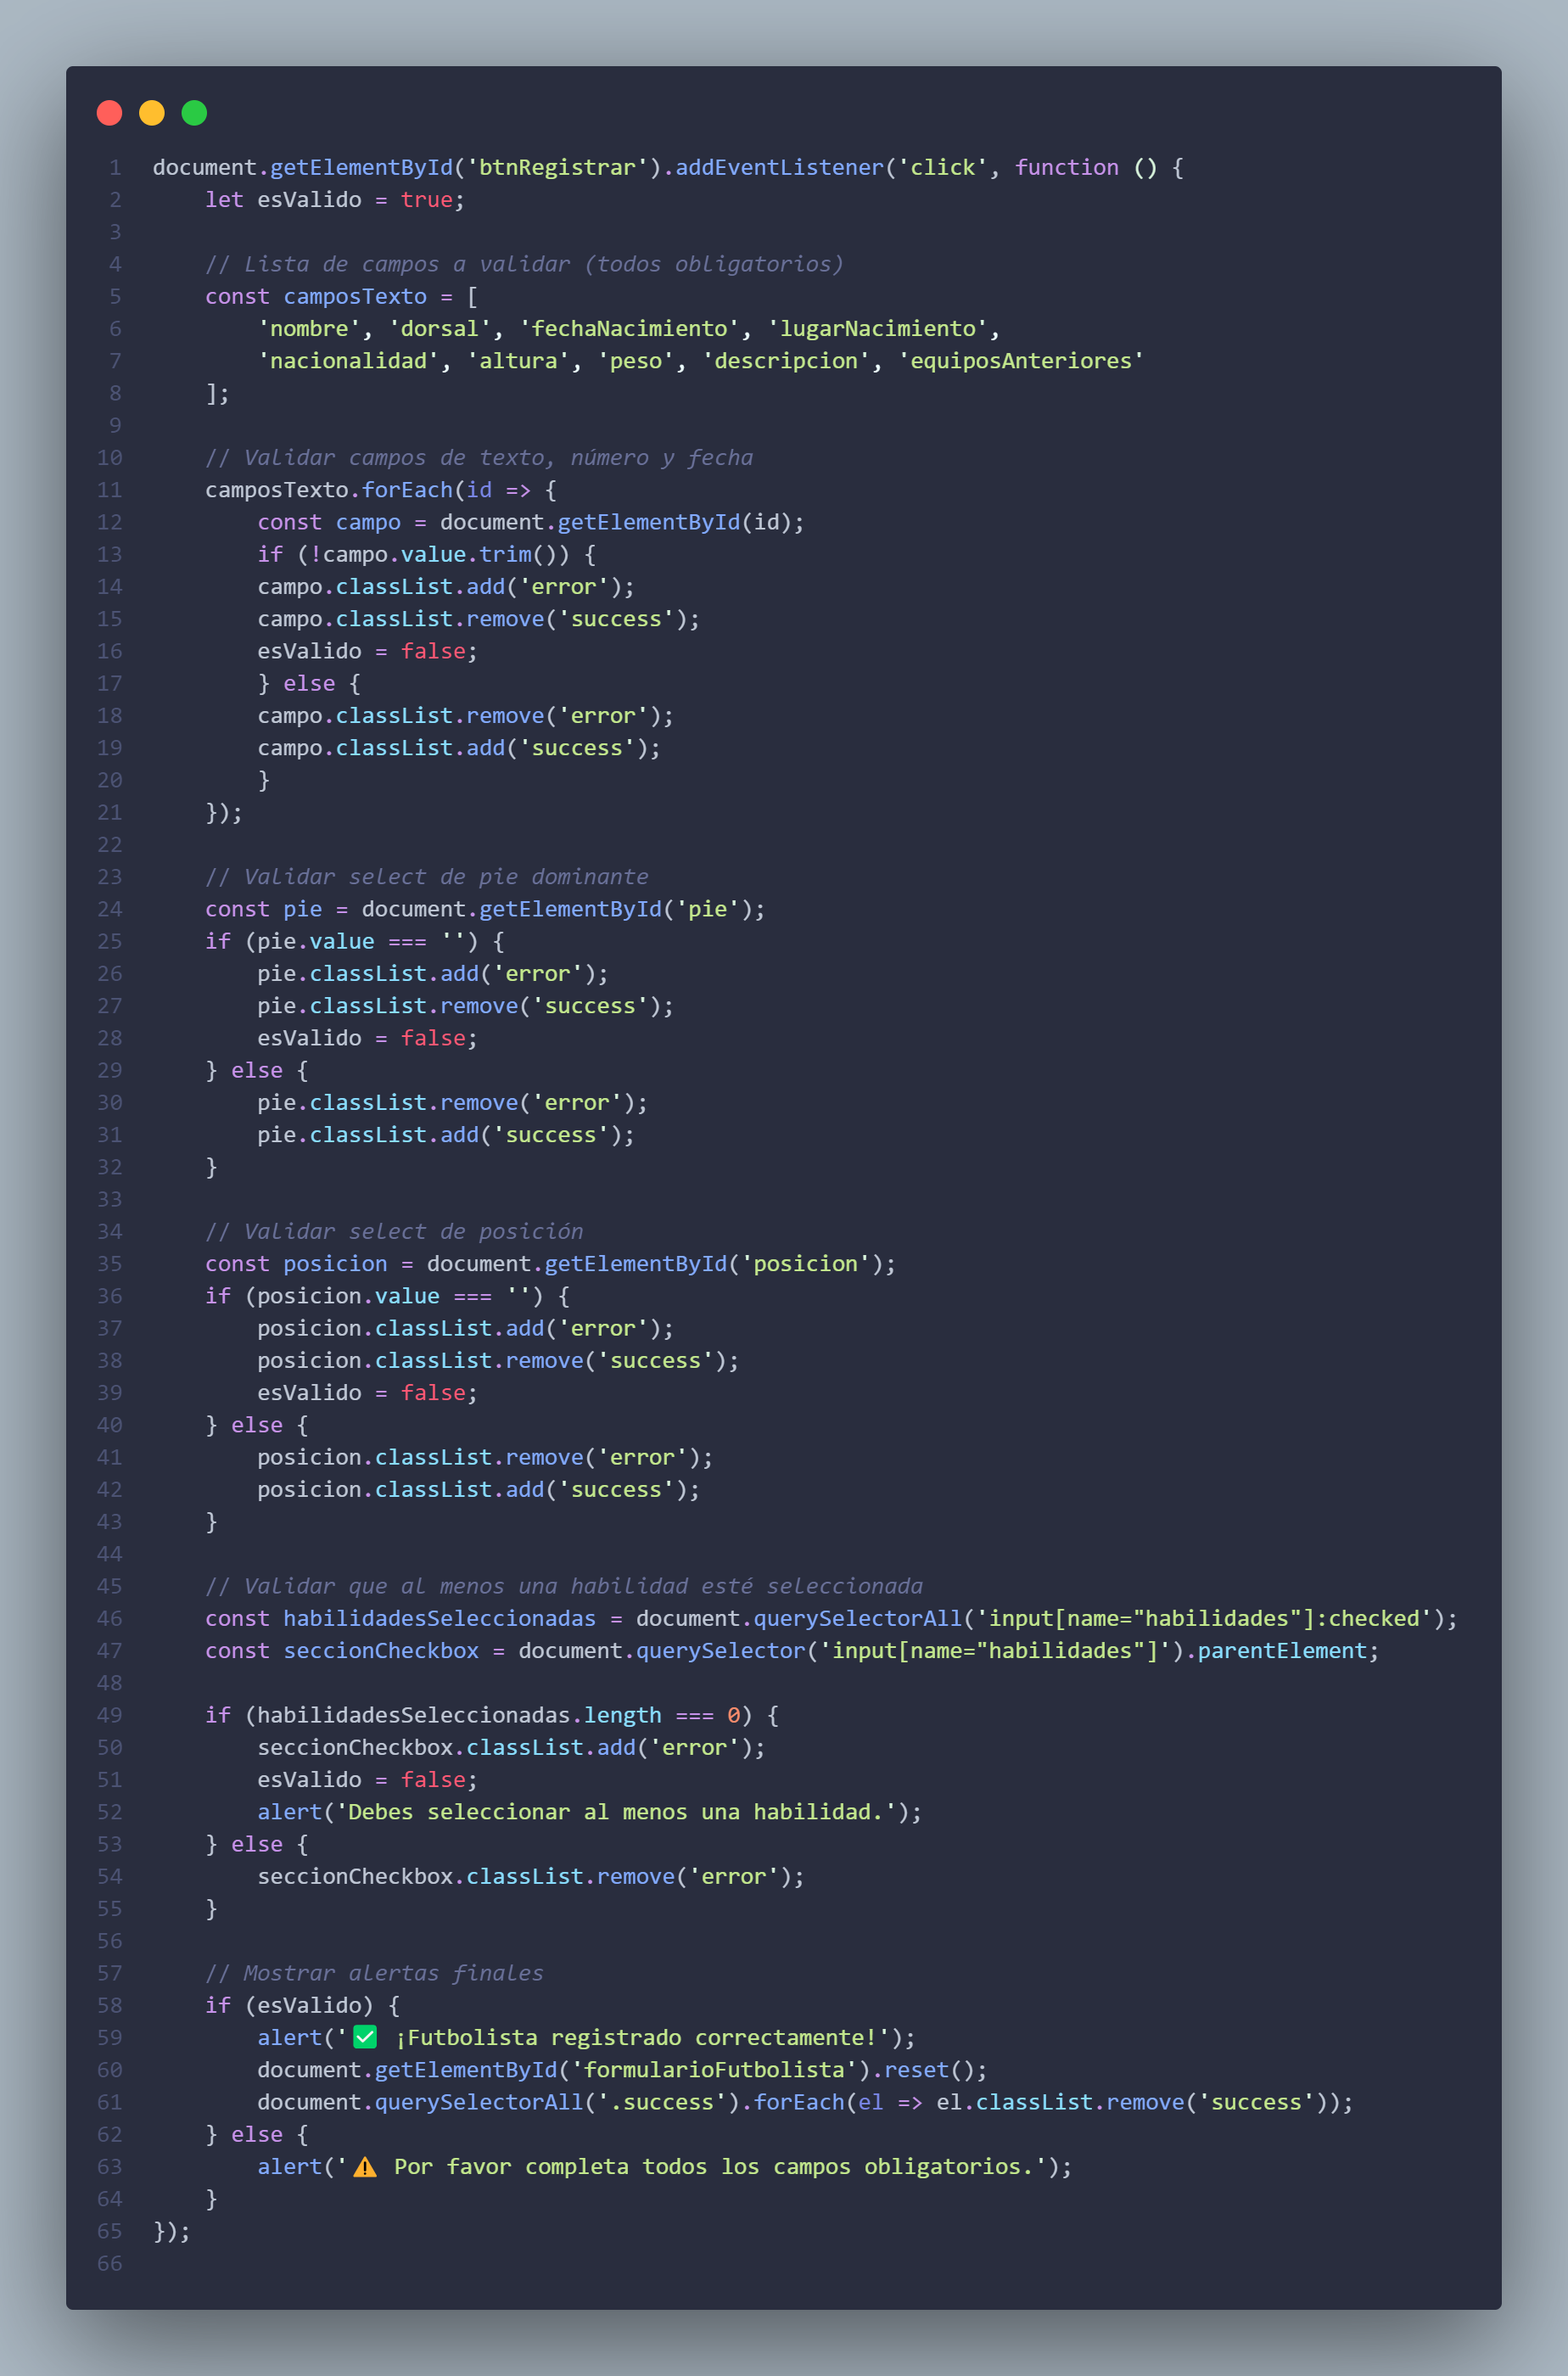 1 document.getElementById('btnRegistrar').addEventListener('click', function () {
2     let esValido = true;
3
4     // Lista de campos a validar (todos obligatorios)
5     const camposTexto = [
6         'nombre', 'dorsal', 'fechaNacimiento', 'lugarNacimiento',
7         'nacionalidad', 'altura', 'peso', 'descripcion', 'equiposAnteriores'
8     ];
9
10     // Validar campos de texto, número y fecha
11     camposTexto.forEach(id => {
12         const campo = document.getElementById(id);
13         if (!campo.value.trim()) {
14         campo.classList.add('error');
15         campo.classList.remove('success');
16         esValido = false;
17         } else {
18         campo.classList.remove('error');
19         campo.classList.add('success');
20         }
21     });
22
23     // Validar select de pie dominante
24     const pie = document.getElementById('pie');
25     if (pie.value === '') {
26         pie.classList.add('error');
27         pie.classList.remove('success');
28         esValido = false;
29     } else {
30         pie.classList.remove('error');
31         pie.classList.add('success');
32     }
33
34     // Validar select de posición
35     const posicion = document.getElementById('posicion');
36     if (posicion.value === '') {
37         posicion.classList.add('error');
38         posicion.classList.remove('success');
39         esValido = false;
40     } else {
41         posicion.classList.remove('error');
42         posicion.classList.add('success');
43     }
44
45     // Validar que al menos una habilidad esté seleccionada
46     const habilidadesSeleccionadas = document.querySelectorAll('input[name="habilidades"]:checked');
47     const seccionCheckbox = document.querySelector('input[name="habilidades"]').parentElement;
48
49     if (habilidadesSeleccionadas.length === 0) {
50         seccionCheckbox.classList.add('error');
51         esValido = false;
52         alert('Debes seleccionar al menos una habilidad.');
53     } else {
54         seccionCheckbox.classList.remove('error');
55     }
56
57     // Mostrar alertas finales
58     if (esValido) {
59         alert('✅ ¡Futbolista registrado correctamente!');
60         document.getElementById('formularioFutbolista').reset();
61         document.querySelectorAll('.success').forEach(el => el.classList.remove('success'));
62     } else {
63         alert('⚠️ Por favor completa todos los campos obligatorios.');
64     }
65 });
66